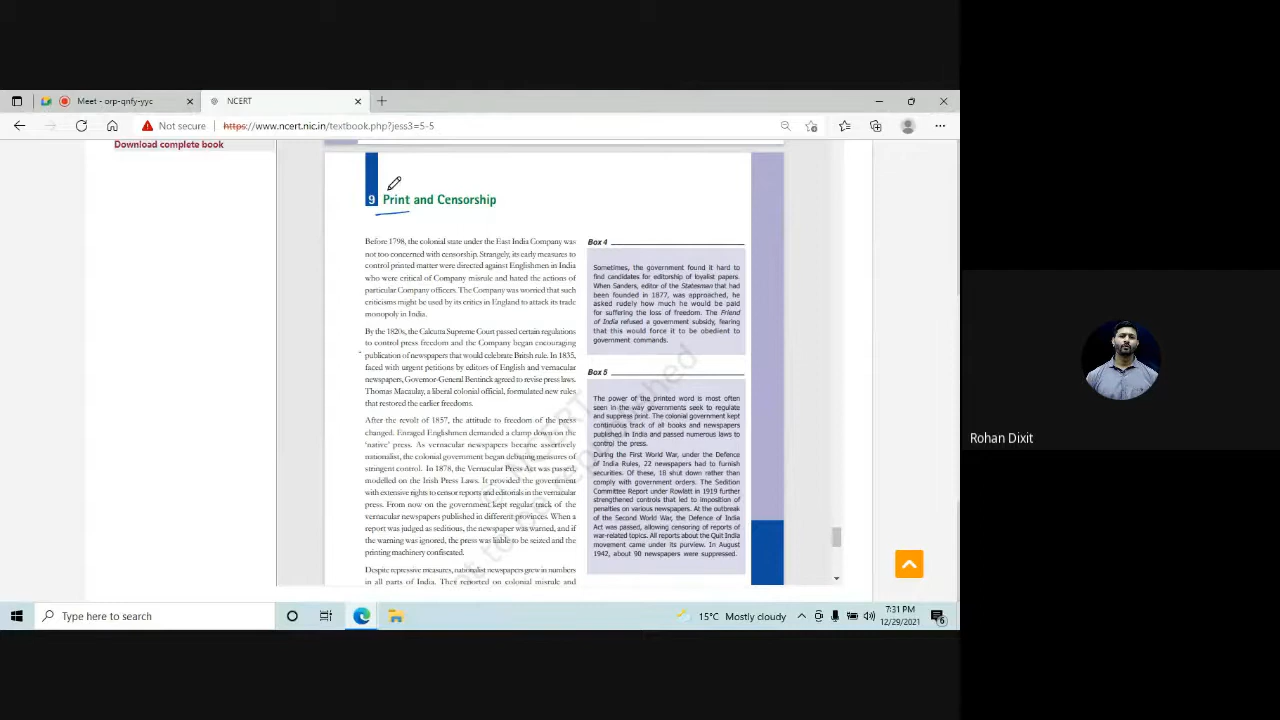 Meet - orp-qnfy-yyc
NCERT
Not secure
https://www.ncert.nic.in/textbook.php?jess3=5-5
Download complete book
9 Print and Censorship
Before 1798, the colonial state under the East India Company was
not too concerned with censorship. Strangely, its early measures to
control printed matter were directed against Englishmen in India
who were critical of Company misrule and hated the actions of
particular Company officers. The Company was worried that such
criticisms might be used by its critics in England to attack its trade
monopoly in India.
By the 1820s, the Calcutta Supreme Court passed certain regulations
to control press freedom and the Company began encouraging
publication of newspapers that would celebrate British rule. In 1835,
faced with urgent petitions by editors of English and vernacular
newspapers, Governor-General Bentinck agreed to revise press laws.
Thomas Macaulay, a liberal colonial official, formulated new rules
that restored the earlier freedoms.
After the revolt of 1857, the attitude to freedom of the press
changed. Enraged Englishmen demanded a clamp down on the
'native' press. As vernacular newspapers became assertively
nationalist, the colonial government began debating measures of
stringent control. In 1878, the Vernacular Press Act was passed,
modelled on the Irish Press Laws. It provided the government
with extensive rights to censor reports and editorials in the vernacular
press. From now on the government kept regular track of the
vernacular newspapers published in different provinces. When a
report was judged as seditious, the newspaper was warned, and if
the warning was ignored, the press was liable to be seized and the
printing machinery confiscated.
Despite repressive measures, nationalist newspapers grew in numbers
in all parts of India. They reported on colonial misrule and
Box 4
Sometimes, the government found it hard to
find candidates for editorship of loyalist papers.
When Sanders, editor of the Statesman that had
been founded in 1877, was approached, he
asked rudely how much he would be paid
for suffering the loss of freedom. The Friend
of India refused a government subsidy, fearing
that this would force it to be obedient to
government commands.
Box 5
The power of the printed word is most often
seen in the way governments seek to regulate
and suppress print. The colonial government kept
continuous track of all books and newspapers
published in India and passed numerous laws to
control the press.
During the First World War, under the Defence
of India Rules, 22 newspapers had to furnish
securities. Of these, 18 shut down rather than
comply with government orders. The Sedition
Committee Report under Rowlatt in 1919 further
strengthened controls that led to imposition of
penalties on various newspapers. At the outbreak
of the Second World War, the Defence of India
Act was passed, allowing censoring of reports of
war-related topics. All reports about the Quit India
movement came under its purview. In August
1942, about 90 newspapers were suppressed.
Rohan Dixit
Type here to search
15°C Mostly cloudy
7:31 PM
12/29/2021
6